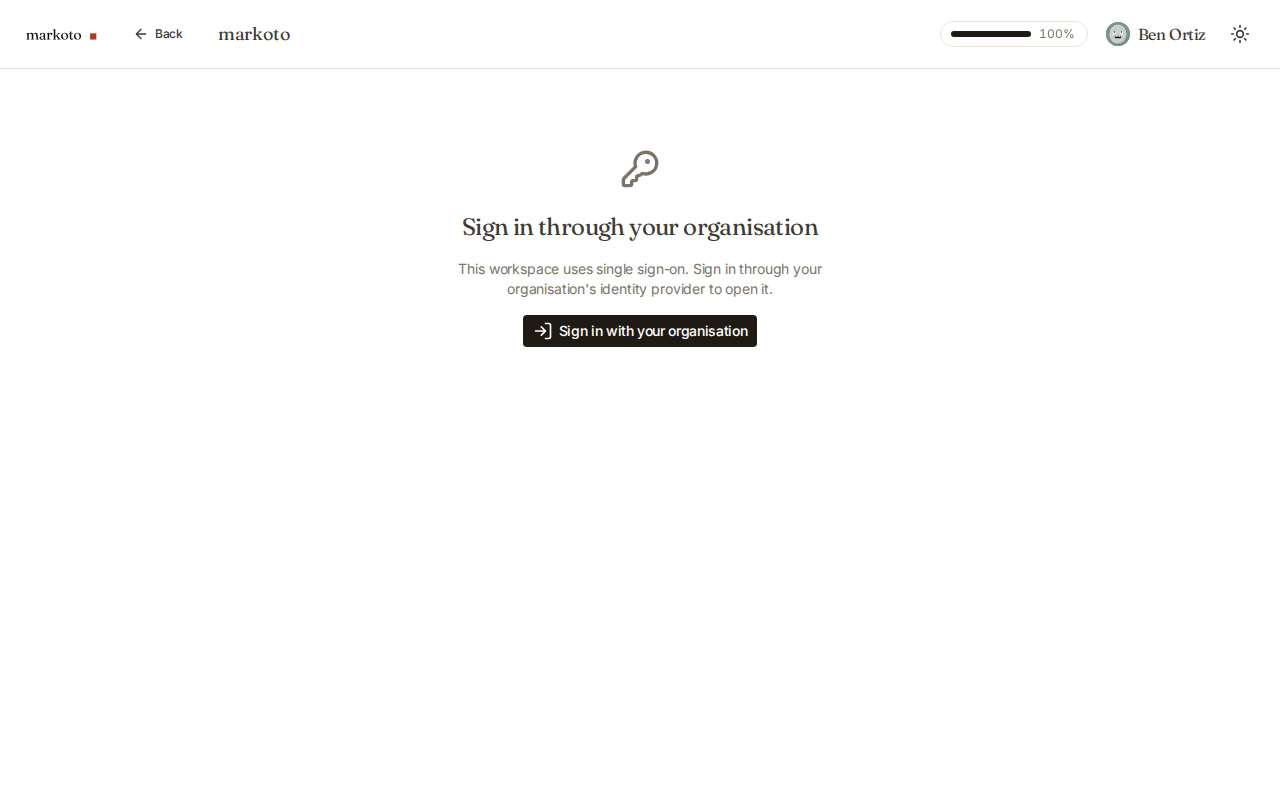 markoto
Back
markoto
100%
Ben Ortiz
Sign in through your organisation
This workspace uses single sign-on. Sign in through your
organisation's identity provider to open it.
Sign in with your organisation